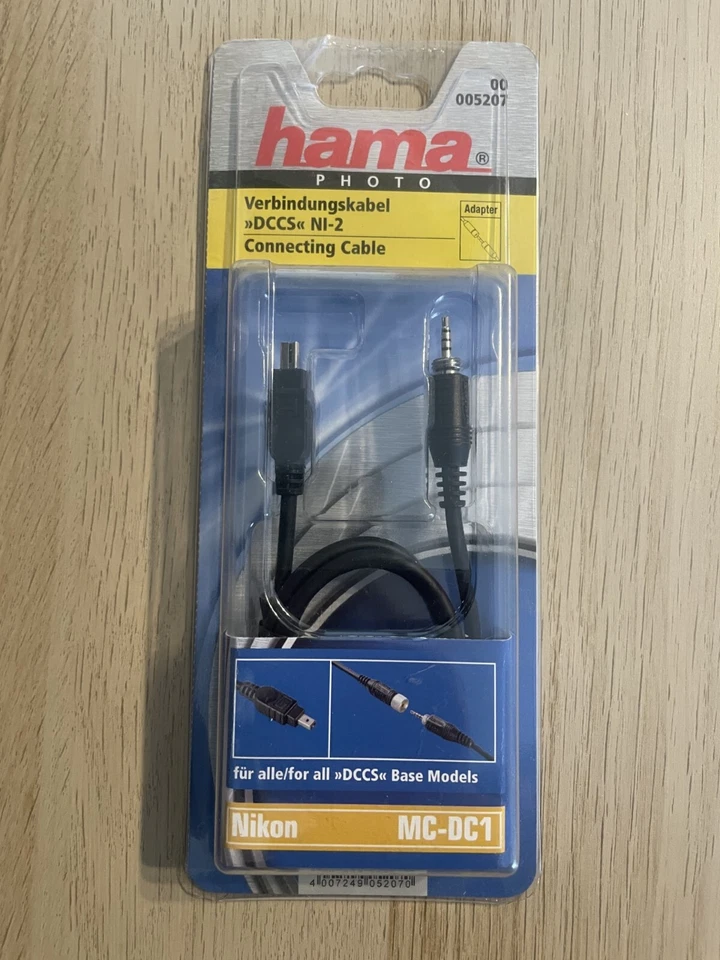 00
005207
hama®
PHOTO
Verbindungskabel
»DCCS« NI-2
Connecting Cable
Adapter
für alle/for all »DCCS« Base Models
Nikon MC-DC1
4 007249 052070